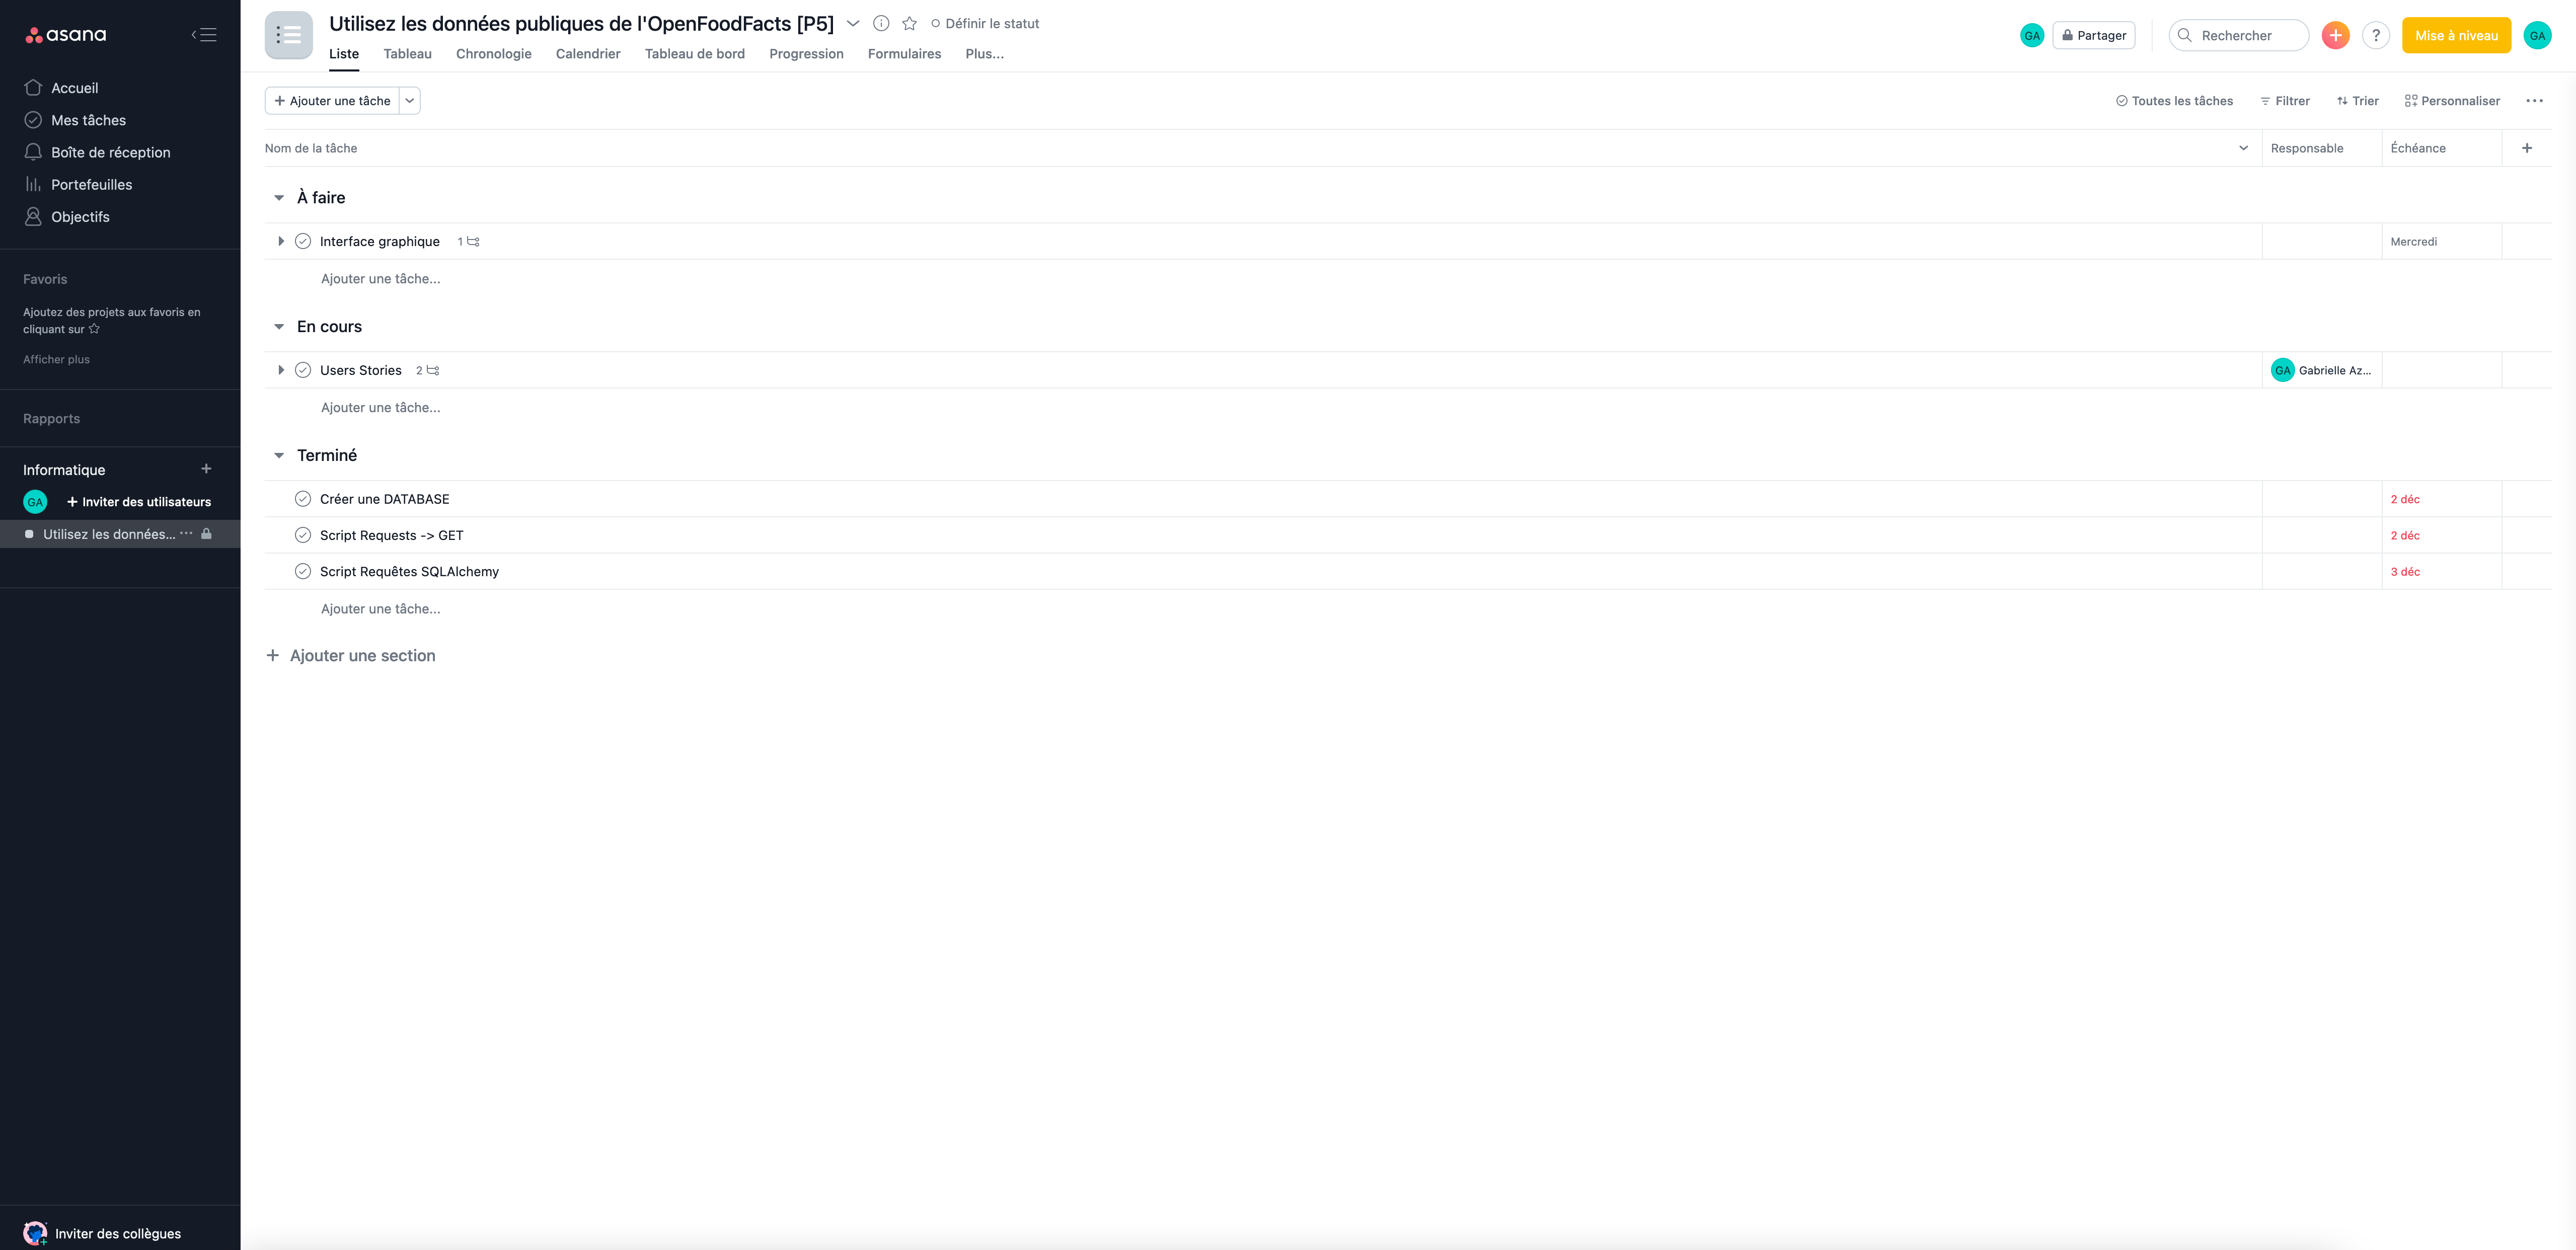 asana
Accueil
Mes tâches
Boîte de réception
Portefeuilles
Objectifs
Favoris
Ajoutez des projets aux favoris en
cliquant sur
Afficher plus
Rapports
Informatique
GA + Inviter des utilisateurs
Utilisez les données... ...
Inviter des collègues
Utilisez les données publiques de l'OpenFoodFacts [P5] Définir le statut
Liste Tableau Chronologie Calendrier Tableau de bord Progression Formulaires Plus...
GA Partager Rechercher + ? Mise à niveau GA
+ Ajouter une tâche
Toutes les tâches Filtrer Trier Personnaliser ...
Nom de la tâche Responsable Échéance +
À faire
Interface graphique 1 Mercredi
Ajouter une tâche...
En cours
Users Stories 2 GA Gabrielle Az...
Ajouter une tâche...
Terminé
Créer une DATABASE 2 déc
Script Requests -> GET 2 déc
Script Requêtes SQLAlchemy 3 déc
Ajouter une tâche...
+ Ajouter une section